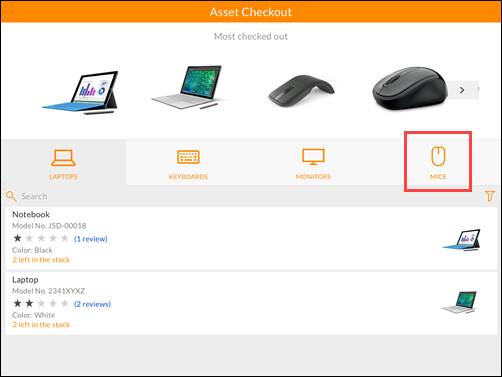 Asset Checkout
Most checked out
LAPTOPS KEYBOARDS MONITORS MICE
Search
Notebook
Model No. J5D-00018
(1 review)
Color: Black
2 left in the stock
Laptop
Model No. 2341XYXZ
(2 reviews)
Color: White
2 left in the stock